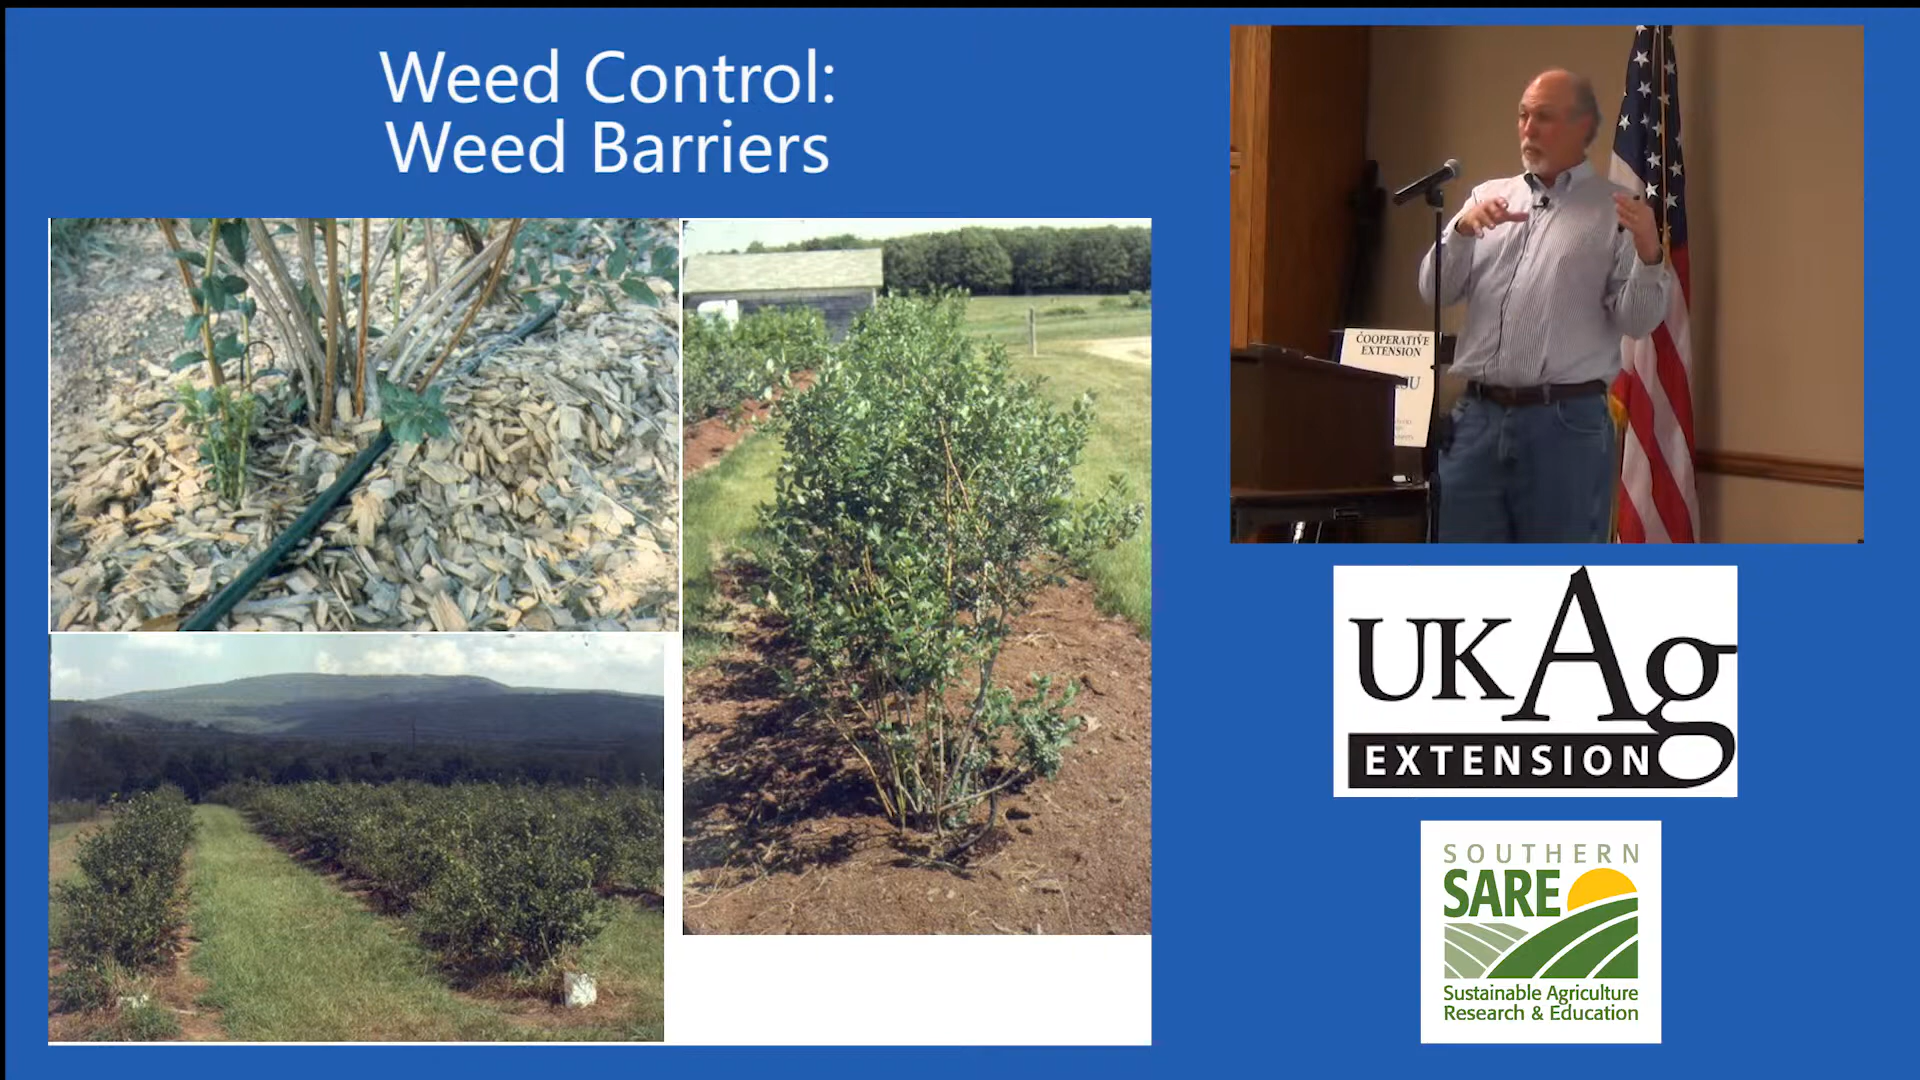 Weed Control:
Weed Barriers
COOPERATIVE
EXTENSION
UK Ag
EXTENSION
SOUTHERN
SARE
Sustainable Agriculture
Research & Education